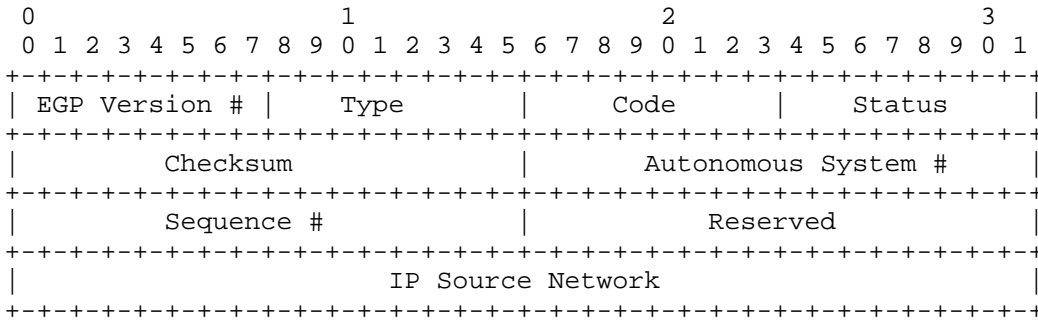 0                   1                   2                   3
 0 1 2 3 4 5 6 7 8 9 0 1 2 3 4 5 6 7 8 9 0 1 2 3 4 5 6 7 8 9 0 1
+-+-+-+-+-+-+-+-+-+-+-+-+-+-+-+-+-+-+-+-+-+-+-+-+-+-+-+-+-+-+-+-+
| EGP Version # |    Type       |     Code      |    Status     |
+-+-+-+-+-+-+-+-+-+-+-+-+-+-+-+-+-+-+-+-+-+-+-+-+-+-+-+-+-+-+-+-+
|         Checksum              |       Autonomous System #     |
+-+-+-+-+-+-+-+-+-+-+-+-+-+-+-+-+-+-+-+-+-+-+-+-+-+-+-+-+-+-+-+-+
|         Sequence #            |           Reserved            |
+-+-+-+-+-+-+-+-+-+-+-+-+-+-+-+-+-+-+-+-+-+-+-+-+-+-+-+-+-+-+-+-+
|                       IP Source Network                       |
+-+-+-+-+-+-+-+-+-+-+-+-+-+-+-+-+-+-+-+-+-+-+-+-+-+-+-+-+-+-+-+-+